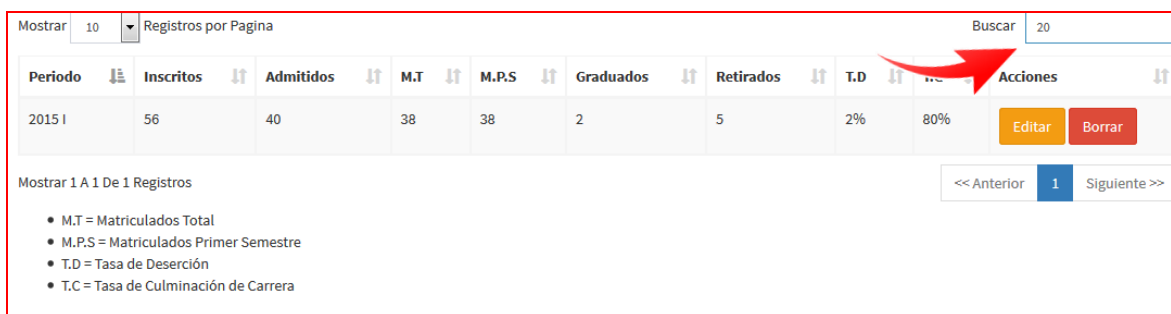 Mostrar 10 Registros por Pagina Buscar 20
Periodo Inscritos Admitidos M.T M.P.S Graduados Retirados T.D Acciones
2015 I 56 40 38 38 2 5 2% 80% Editar Borrar
Mostrar 1 A 1 De 1 Registros << Anterior 1 Siguiente >>
• M.T = Matriculados Total
• M.P.S = Matriculados Primer Semestre
• T.D = Tasa de Deserción
• T.C = Tasa de Culminación de Carrera